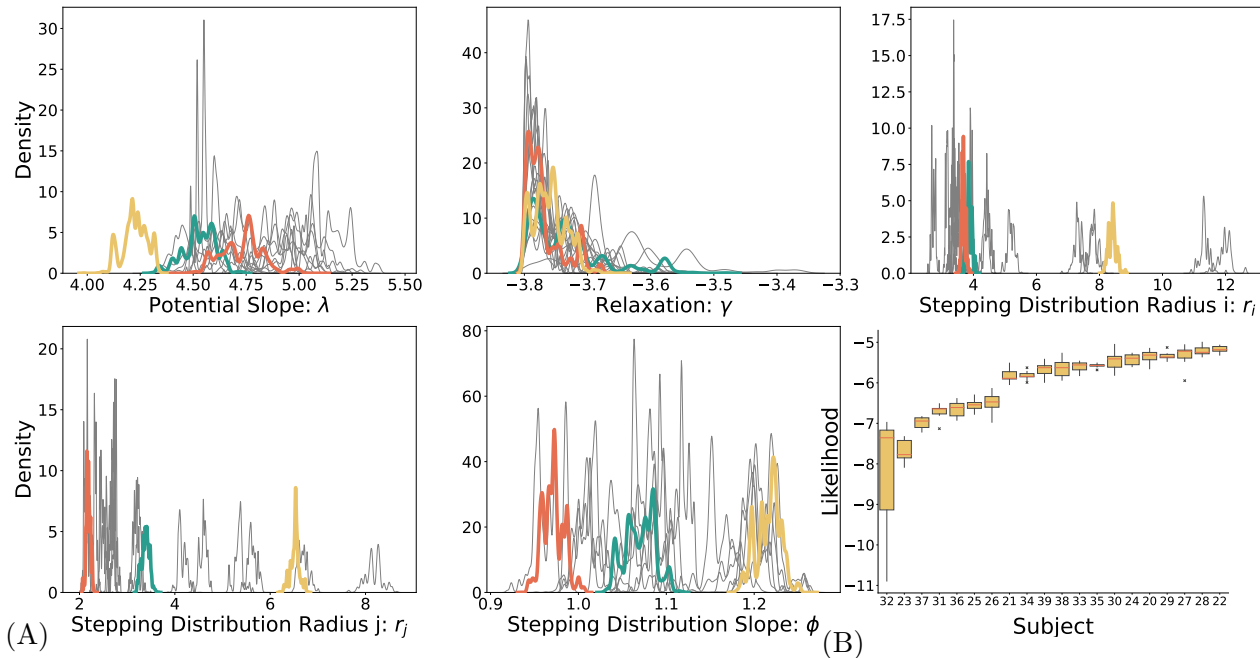 30
25
20
15
10
5
0
Density
4.00 4.25 4.50 4.75 5.00 5.25 5.50
Potential Slope: λ
40
30
20
10
0
−3.8 −3.7 −3.6 −3.5 −3.4 −3.3
Relaxation: γ
17.5
15.0
12.5
10.0
7.5
5.0
2.5
0.0
4 6 8 10 12
Stepping Distribution Radius i: r_i
20
15
10
5
0
Density
2 4 6 8
Stepping Distribution Radius j: r_j
(A)
80
60
40
20
0
0.9 1.0 1.1 1.2
Stepping Distribution Slope: ϕ
−5
−6
−7
−8
−9
−10
−11
Likelihood
32 23 37 31 36 25 26 21 34 39 38 33 35 30 24 20 29 27 28 22
Subject
(B)